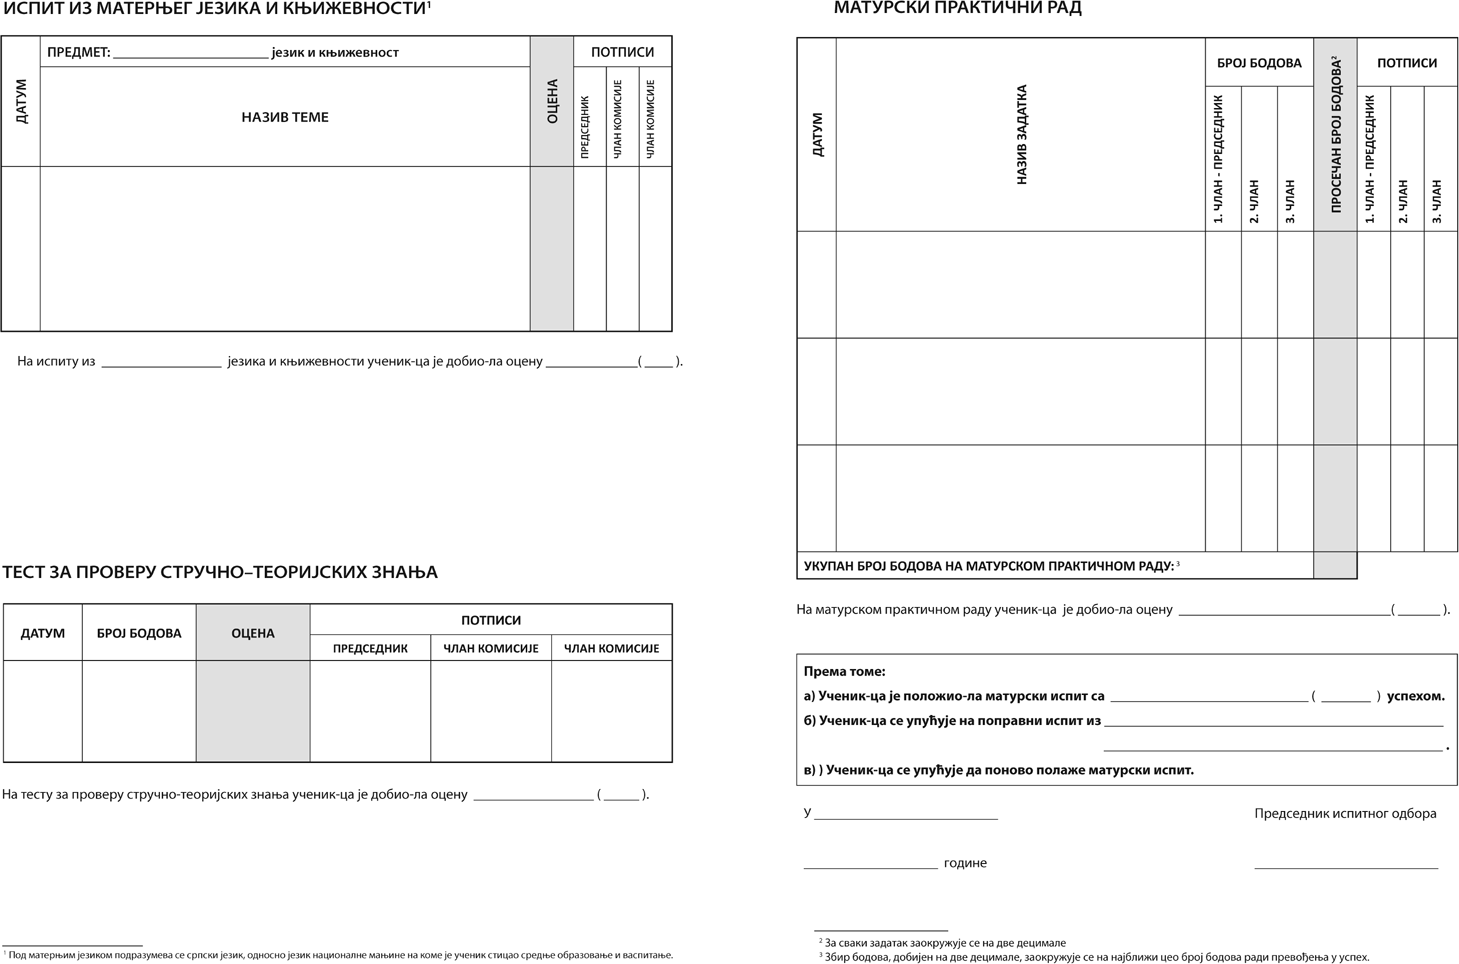 ИСПИТ ИЗ МАТЕРЊЕГ ЈЕЗИКА И КЊИЖЕВНОСТИ¹
ДАТУМ
ПРЕДМЕТ: ______________________ језик и књижевност
НАЗИВ ТЕМЕ
ОЦЕНА
ПОТПИСИ
ПРЕДСЕДНИК
ЧЛАН КОМИСИЈЕ
ЧЛАН КОМИСИЈЕ
На испиту из _________________ језика и књижевности ученик-ца је добио-ла оцену _____________( ____ ).
ТЕСТ ЗА ПРОВЕРУ СТРУЧНО–ТЕОРИЈСКИХ ЗНАЊА
ДАТУМ
БРОЈ БОДОВА
ОЦЕНА
ПОТПИСИ
ПРЕДСЕДНИК
ЧЛАН КОМИСИЈЕ
ЧЛАН КОМИСИЈЕ
На тесту за проверу стручно-теоријских знања ученик-ца је добио-ла оцену _________________ ( _____ ).
¹ Под матерњим језиком подразумева се српски језик, односно језик националне мањине на коме је ученик стицао средње образовање и васпитање.
МАТУРСКИ ПРАКТИЧНИ РАД
ДАТУМ
НАЗИВ ЗАДАТКА
БРОЈ БОДОВА
1. ЧЛАН - ПРЕДСЕДНИК
2. ЧЛАН
3. ЧЛАН
ПРОСЕЧАН БРОЈ БОДОВА²
ПОТПИСИ
1. ЧЛАН - ПРЕДСЕДНИК
2. ЧЛАН
3. ЧЛАН
УКУПАН БРОЈ БОДОВА НА МАТУРСКОМ ПРАКТИЧНОМ РАДУ: ³
На матурском практичном раду ученик-ца је добио-ла оцену ______________________________( ______ ).
Према томе:
а) Ученик-ца је положио-ла матурски испит са ____________________________ ( _______ ) успехом.
б) Ученик-ца се упућује на поправни испит из ________________________________________________
________________________________________________ .
в) ) Ученик-ца се упућује да поново полаже матурски испит.
У __________________________
Председник испитног одбора
___________________ године
__________________________
² За сваки задатак заокружује се на две децимале
³ Збир бодова, добијен на две децимале, заокружује се на најближи цео број бодова ради превођења у успех.